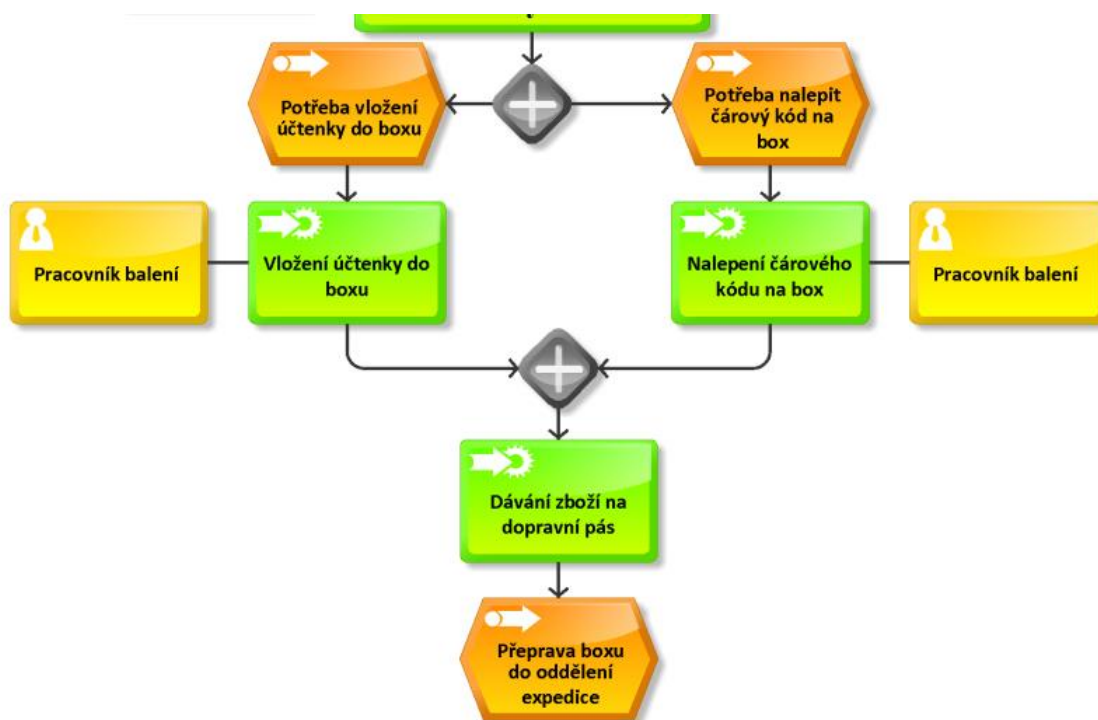 Potřeba vložení
účtenky do boxu
Potřeba nalepit
čárový kód na
box
Pracovník balení
Vložení účtenky do
boxu
Nalepení čárového
kódu na box
Pracovník balení
Dávání zboží na
dopravní pás
Přeprava boxu
do oddělení
expedice